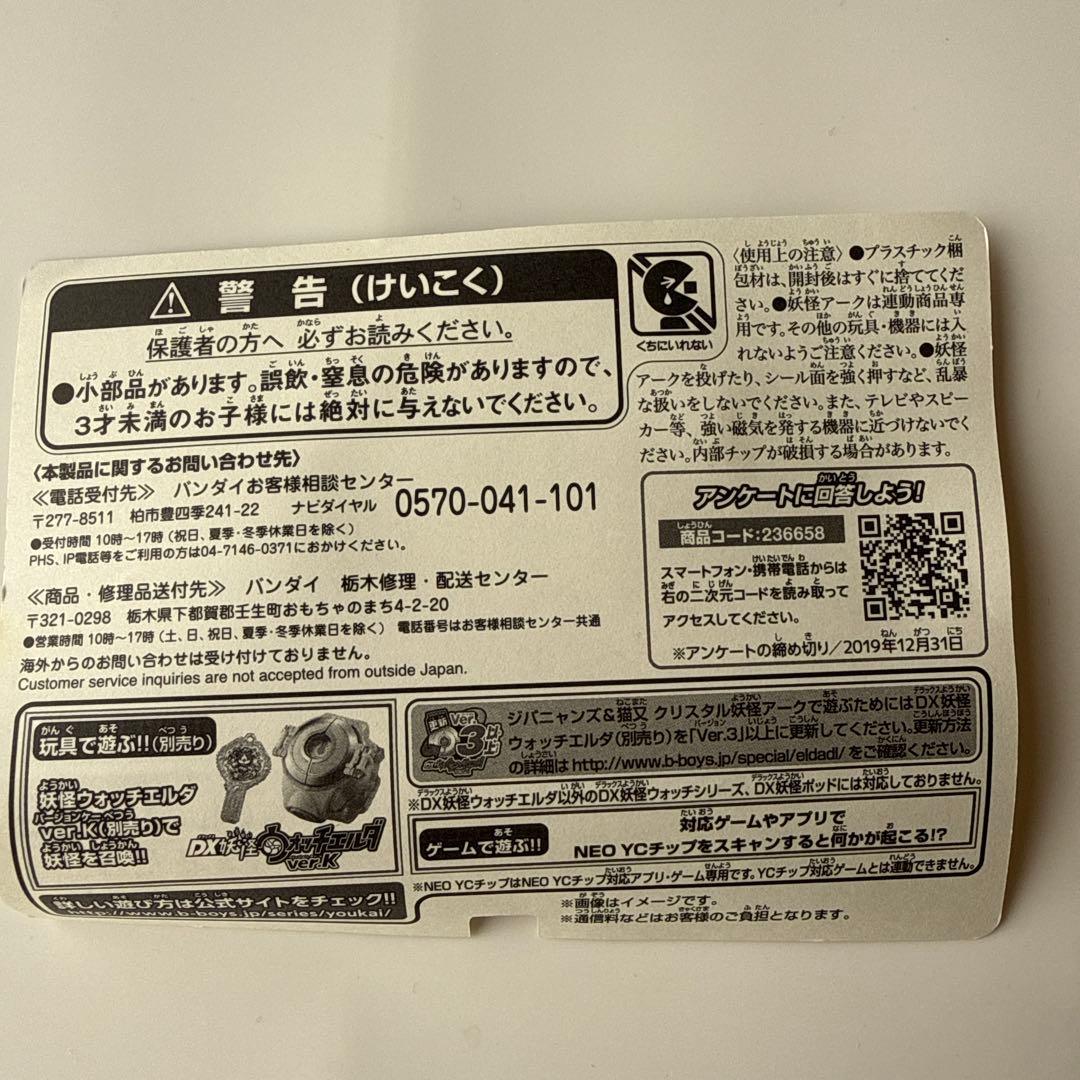 ⚠ 警告（けいこく）
保護者の方へ 必ずお読みください。
●小部品があります。誤飲・窒息の危険がありますので、
3才未満のお子様には絶対に与えないでください。
くちにいれない
〈使用上の注意〉 ●プラスチック梱
包材は、開封後はすぐに捨ててくだ
さい。●妖怪アークは連動商品専
用です。その他の玩具・機器には入
れないようご注意ください。●妖怪
アークを投げたり、シール面を強く押すなど、乱暴
な扱いをしないでください。また、テレビやスピー
カー等、強い磁気を発する機器に近づけないでく
ださい。内部チップが破損する場合があります。
〈本製品に関するお問い合わせ先〉
≪電話受付先≫ バンダイお客様相談センター
〒277-8511 柏市豊四季241-22 ナビダイヤル 0570-041-101
●受付時間 10時〜17時（祝日、夏季・冬季休業日を除く）
PHS、IP電話等をご利用の方は04-7146-0371におかけください。
≪商品・修理品送付先≫ バンダイ 栃木修理・配送センター
〒321-0298 栃木県下都賀郡壬生町おもちゃのまち4-2-20
●営業時間 10時〜17時（土、日、祝日、夏季・冬季休業日を除く） 電話番号はお客様相談センター共通
海外からのお問い合わせは受け付けておりません。
Customer service inquiries are not accepted from outside Japan.
アンケートに回答しよう!
商品コード:236658
スマートフォン・携帯電話からは
右の二次元コードを読み取って
アクセスしてください。
※アンケートの締め切り／2019年12月31日
玩具で遊ぶ!!（別売り）
妖怪ウォッチエルダ
ver.K（別売り）で
妖怪を召喚!!
DX妖怪ウォッチエルダ
ver.K
詳しい遊び方は公式サイトをチェック!!
http://www.b-boys.jp/series/youkai/
更新
Ver.
3以上
ジバニャンズ&猫又 クリスタル妖怪アークで遊ぶためにはDX妖怪
ウォッチエルダ（別売り）を「Ver.3」以上に更新してください。更新方法
の詳細は http://www.b-boys.jp/special/eldadl/ をご確認ください。
※DX妖怪ウォッチエルダ以外のDX妖怪ウォッチシリーズ、DX妖怪ポッドには対応しておりません。
ゲームで遊ぶ!!
対応ゲームやアプリで
NEO YCチップをスキャンすると何かが起こる!?
※NEO YCチップはNEO YCチップ対応アプリ・ゲーム専用です。YCチップ対応ゲームとは連動できません。
※画像はイメージです。
※通信料などはお客様のご負担となります。